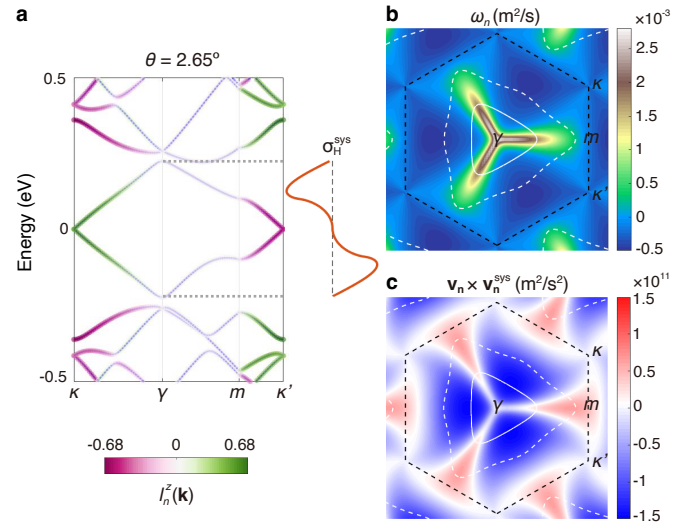 a
θ = 2.65º
0.5
0
-0.5
Energy (eV)
κ
γ
m
κ'
σ_H^sys
-0.68
0
0.68
l_n^z(k)
b
ω_n (m²/s)
×10⁻³
κ
γ
m
κ'
2.5
2
1.5
1
0.5
0
-0.5
c
v_n × v_n^sys (m²/s²)
×10¹¹
κ
γ
m
κ'
1.5
1
0.5
0
-0.5
-1
-1.5